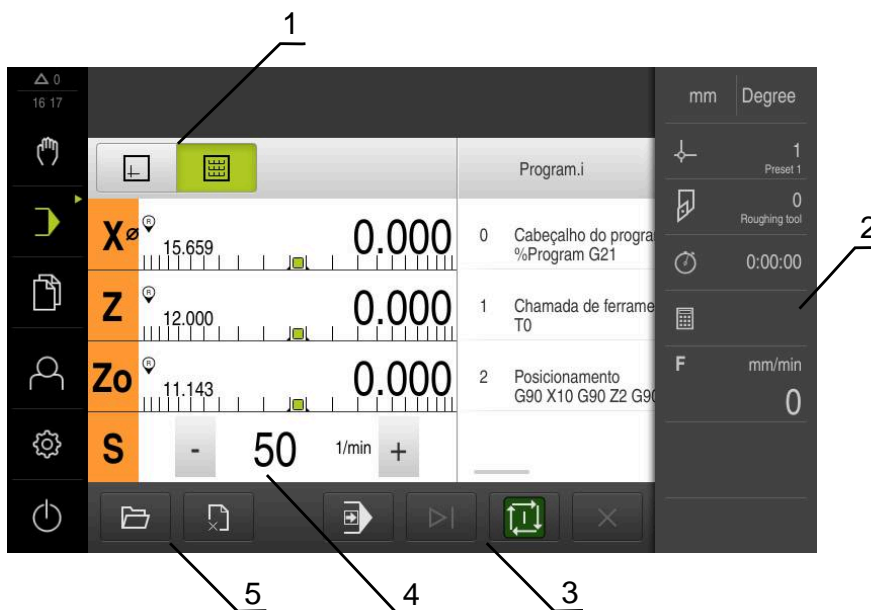 1
△ 0
16 17
mm Degree
Program.i
1
Preset 1
X⌀ R 15.659 0.000
0
Roughing tool
0 Cabeçalho do progra
%Program G21
2
0:00:00
Z R 12.000 0.000
1 Chamada de ferrame
T0
Zo R 11.143 0.000
2 Posicionamento
G90 X10 G90 Z2 G90
F mm/min
0
S - 50 1/min +
5 4 3